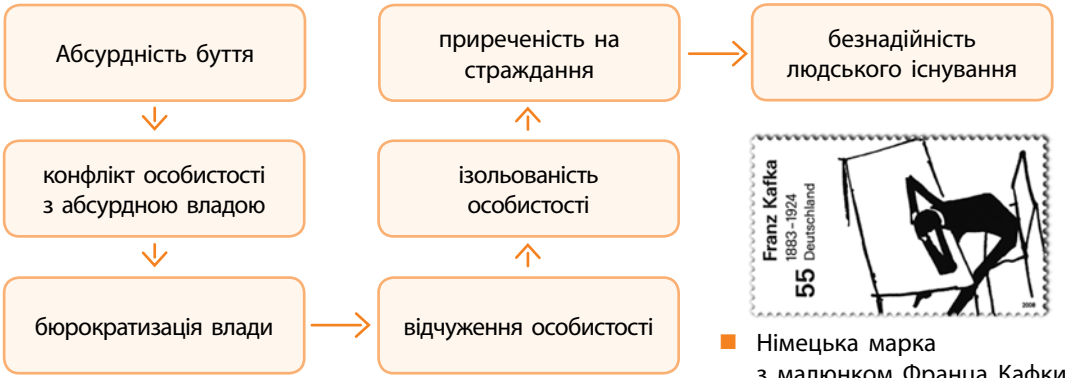 Абсурдність буття
конфлікт особистості
з абсурдною владою
бюрократизація влади
відчуження особистості
ізольованість
особистості
приреченість на
страждання
безнадійність
людського існування
Franz Kafka
1883–1924
Deutschland
55
2008
Німецька марка
з малюнком Франца Кафки